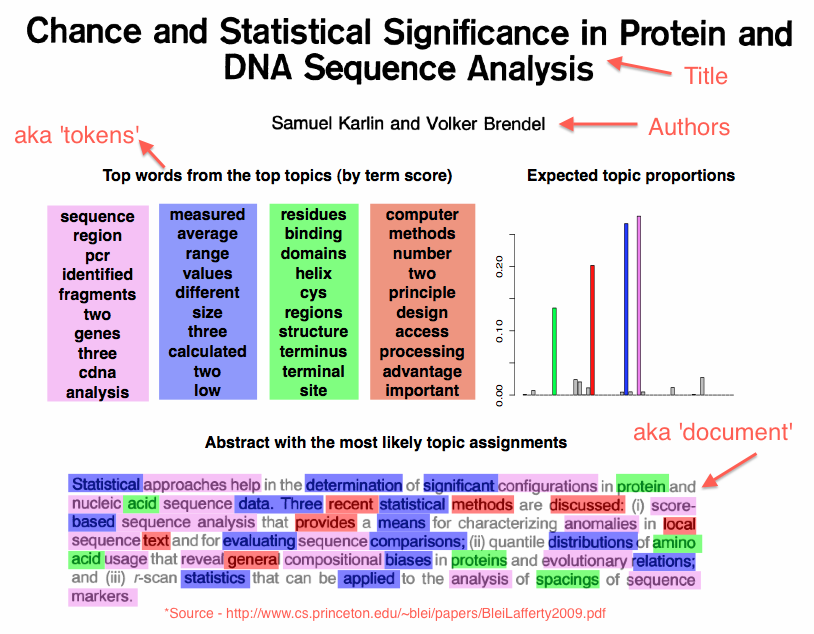 Chance and Statistical Significance in Protein and
DNA Sequence Analysis
Title
Samuel Karlin and Volker Brendel
Authors
aka 'tokens'
Top words from the top topics (by term score)
sequence
region
pcr
identified
fragments
two
genes
three
cdna
analysis
measured
average
range
values
different
size
three
calculated
two
low
residues
binding
domains
helix
cys
regions
structure
terminus
terminal
site
computer
methods
number
two
principle
design
access
processing
advantage
important
Expected topic proportions
0.20
0.10
0.00
Abstract with the most likely topic assignments
aka 'document'
Statistical approaches help in the determination of significant configurations in protein and
nucleic acid sequence data. Three recent statistical methods are discussed: (i) score-
based sequence analysis that provides a means for characterizing anomalies in local
sequence text and for evaluating sequence comparisons; (ii) quantile distributions of amino
acid usage that reveal general compositional biases in proteins and evolutionary relations;
and (iii) r-scan statistics that can be applied to the analysis of spacings of sequence
markers.
*Source - http://www.cs.princeton.edu/~blei/papers/BleiLafferty2009.pdf